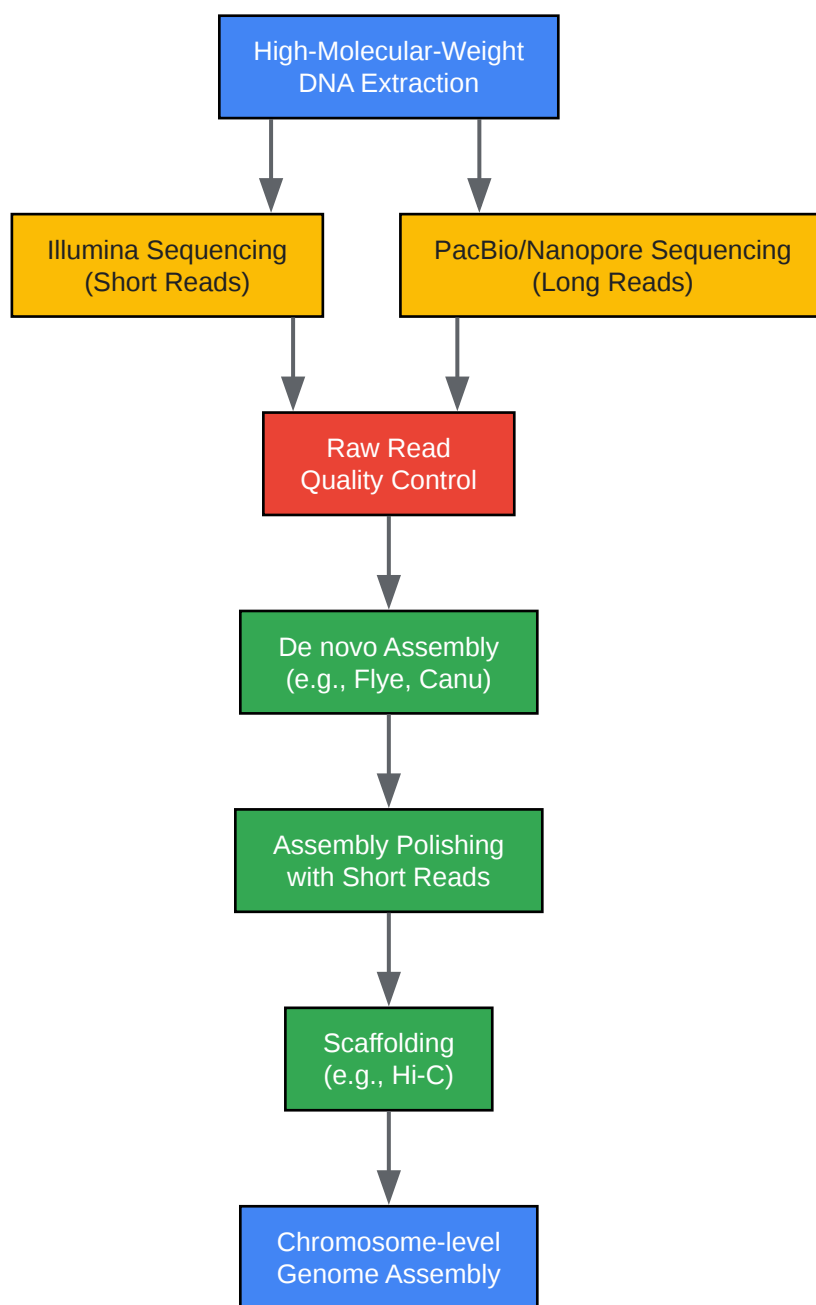 High-Molecular-Weight
DNA Extraction
Illumina Sequencing
(Short Reads)
PacBio/Nanopore Sequencing
(Long Reads)
Raw Read
Quality Control
De novo Assembly
(e.g., Flye, Canu)
Assembly Polishing
with Short Reads
Scaffolding
(e.g., Hi-C)
Chromosome-level
Genome Assembly